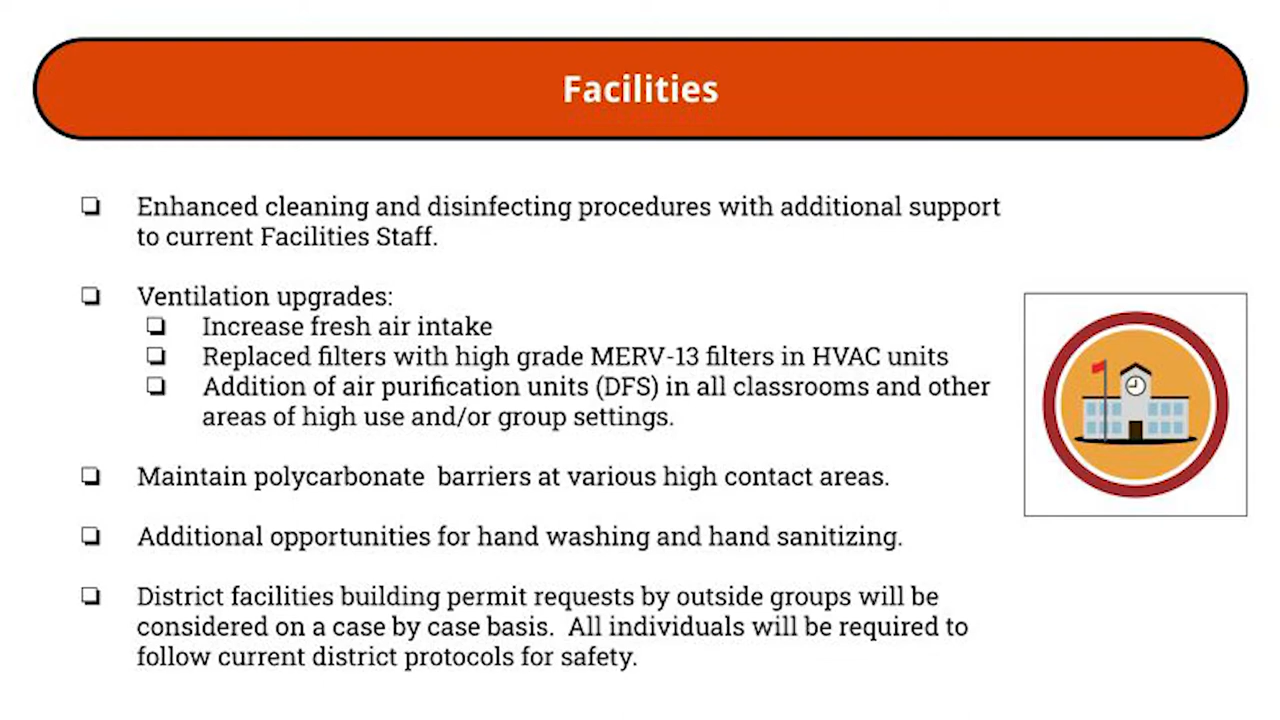 Facilities
❏ Enhanced cleaning and disinfecting procedures with additional support
to current Facilities Staff.
❏ Ventilation upgrades:
❏ Increase fresh air intake
❏ Replaced filters with high grade MERV-13 filters in HVAC units
❏ Addition of air purification units (DFS) in all classrooms and other
areas of high use and/or group settings.
❏ Maintain polycarbonate  barriers at various high contact areas.
❏ Additional opportunities for hand washing and hand sanitizing.
❏ District facilities building permit requests by outside groups will be
considered on a case by case basis.  All individuals will be required to
follow current district protocols for safety.